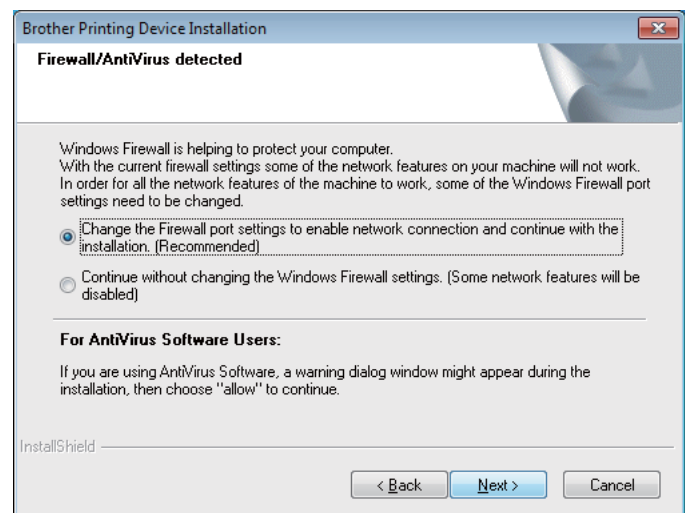 Brother Printing Device Installation
Firewall/AntiVirus detected
Windows Firewall is helping to protect your computer.
With the current firewall settings some of the network features on your machine will not work.
In order for all the network features of the machine to work, some of the Windows Firewall port
settings need to be changed.
Change the Firewall port settings to enable network connection and continue with the
installation. (Recommended)
Continue without changing the Windows Firewall settings. (Some network features will be
disabled)
For AntiVirus Software Users:
If you are using AntiVirus Software, a warning dialog window might appear during the
installation, then choose "allow" to continue.
InstallShield
< Back
Next >
Cancel